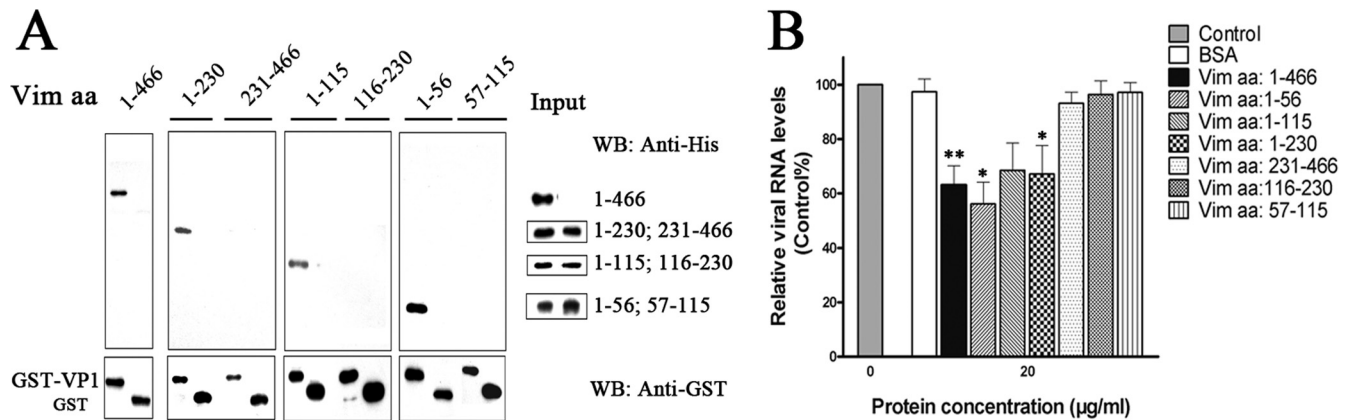 A
Vim aa
1-466
1-230
231-466
1-115
116-230
1-56
57-115
Input
WB: Anti-His
1-466
1-230; 231-466
1-115; 116-230
1-56; 57-115
GST-VP1
GST
WB: Anti-GST
B
Relative viral RNA levels
(Control%)
100
80
60
40
20
0
**
*
*
0
20
Protein concentration (µg/ml)
Control
BSA
Vim aa: 1-466
Vim aa:1-56
Vim aa:1-115
Vim aa: 1-230
Vim aa: 231-466
Vim aa:116-230
Vim aa: 57-115